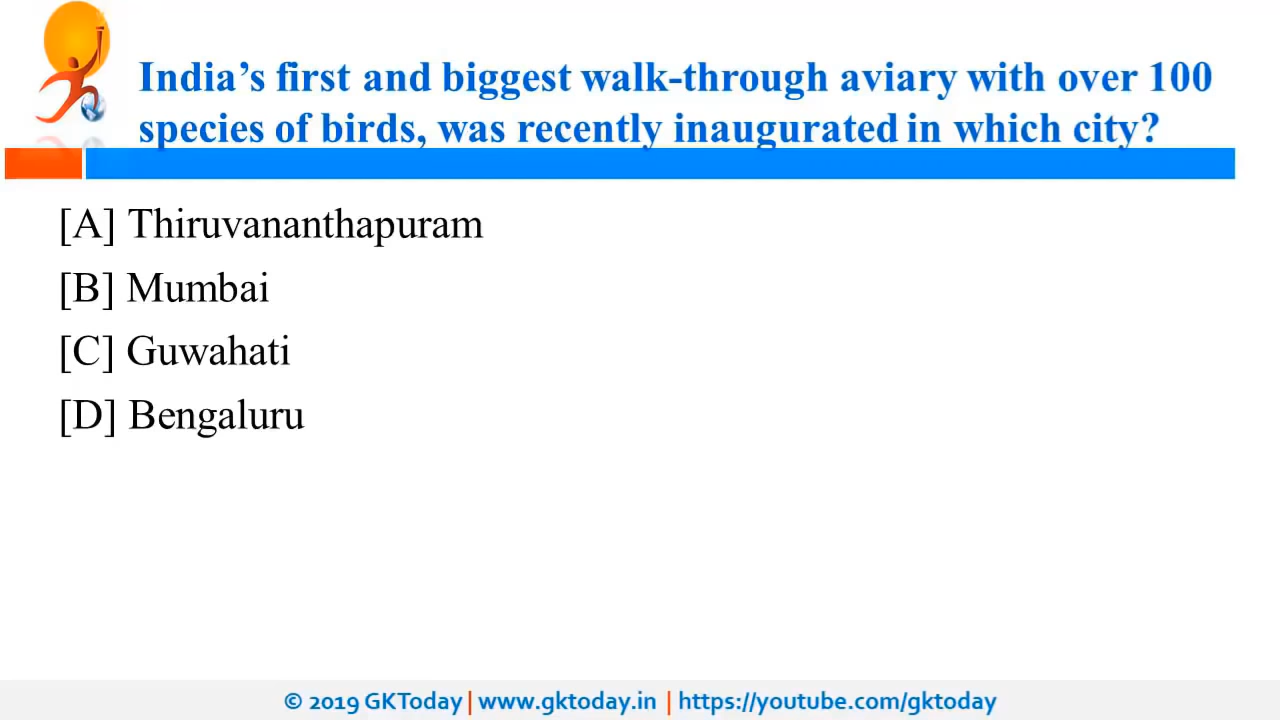 India’s first and biggest walk-through aviary with over 100
species of birds, was recently inaugurated in which city?
[A] Thiruvananthapuram
[B] Mumbai
[C] Guwahati
[D] Bengaluru
© 2019 GKToday | www.gktoday.in | https://youtube.com/gktoday